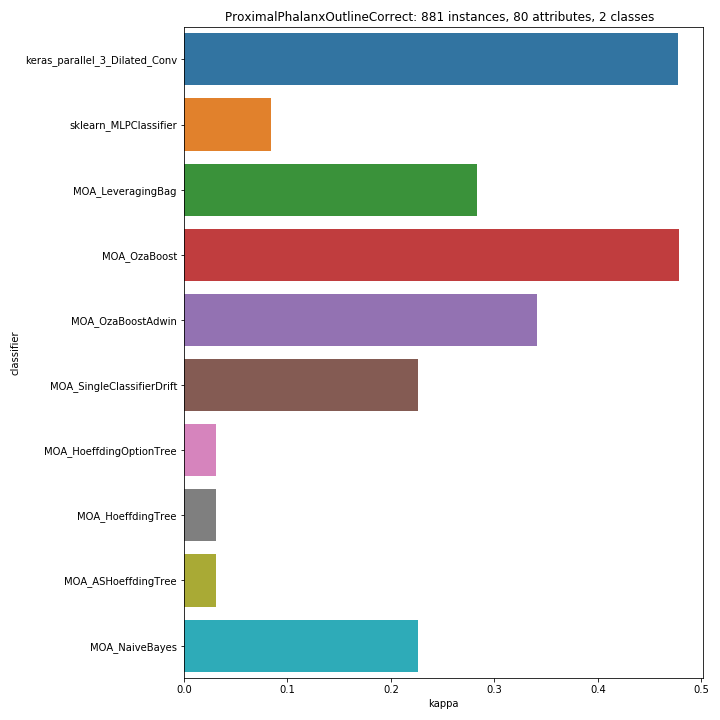 ProximalPhalanxOutlineCorrect: 881 instances, 80 attributes, 2 classes
keras_parallel_3_Dilated_Conv
sklearn_MLPClassifier
MOA_LeveragingBag
MOA_OzaBoost
MOA_OzaBoostAdwin
classifier
MOA_SingleClassifierDrift
MOA_HoeffdingOptionTree
MOA_HoeffdingTree
MOA_ASHoeffdingTree
MOA_NaiveBayes
0.0 0.1 0.2 0.3 0.4 0.5
kappa